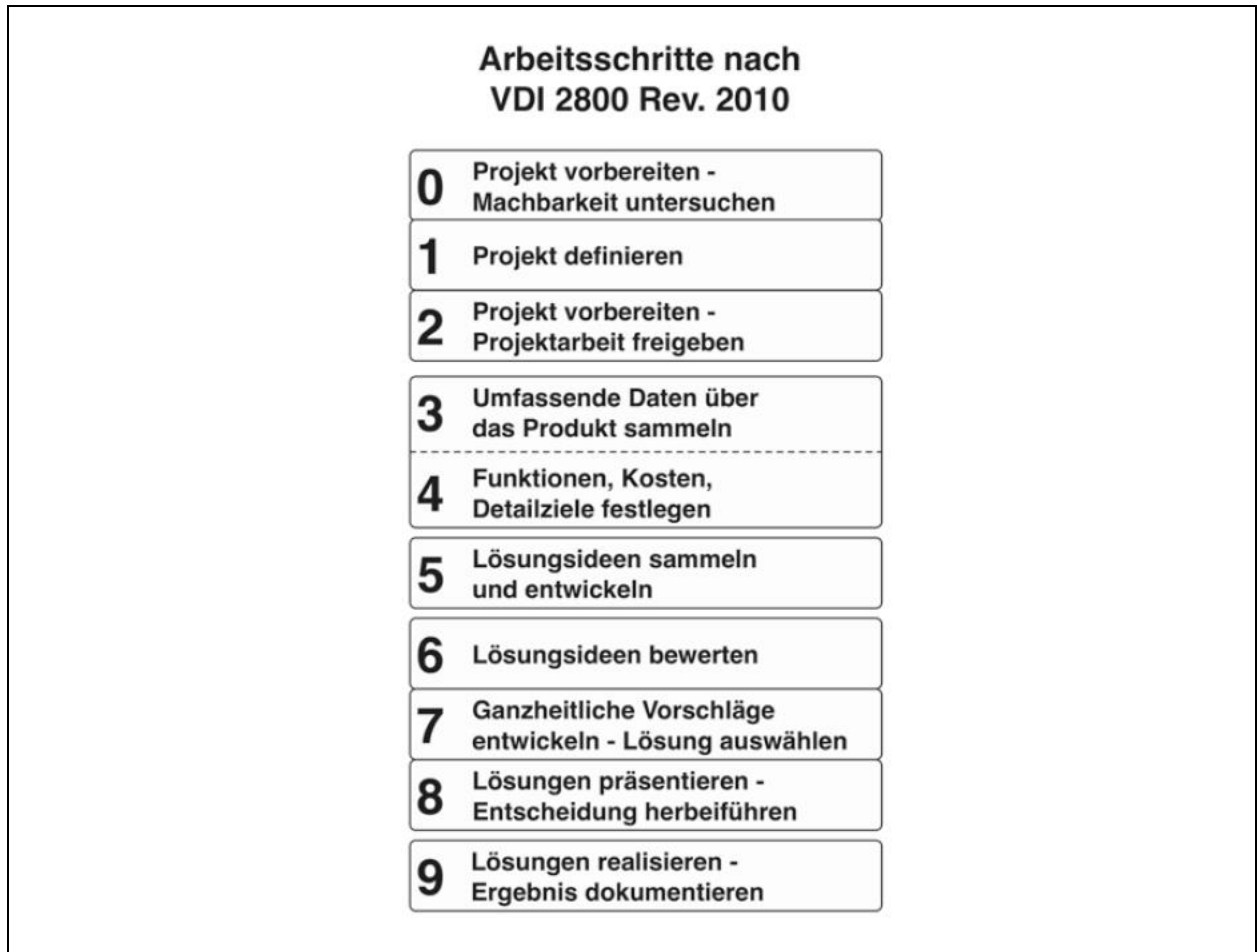 Arbeitsschritte nach
VDI 2800 Rev. 2010
0 Projekt vorbereiten -
Machbarkeit untersuchen
1 Projekt definieren
2 Projekt vorbereiten -
Projektarbeit freigeben
3 Umfassende Daten über
das Produkt sammeln
4 Funktionen, Kosten,
Detailziele festlegen
5 Lösungsideen sammeln
und entwickeln
6 Lösungsideen bewerten
7 Ganzheitliche Vorschläge
entwickeln - Lösung auswählen
8 Lösungen präsentieren -
Entscheidung herbeiführen
9 Lösungen realisieren -
Ergebnis dokumentieren